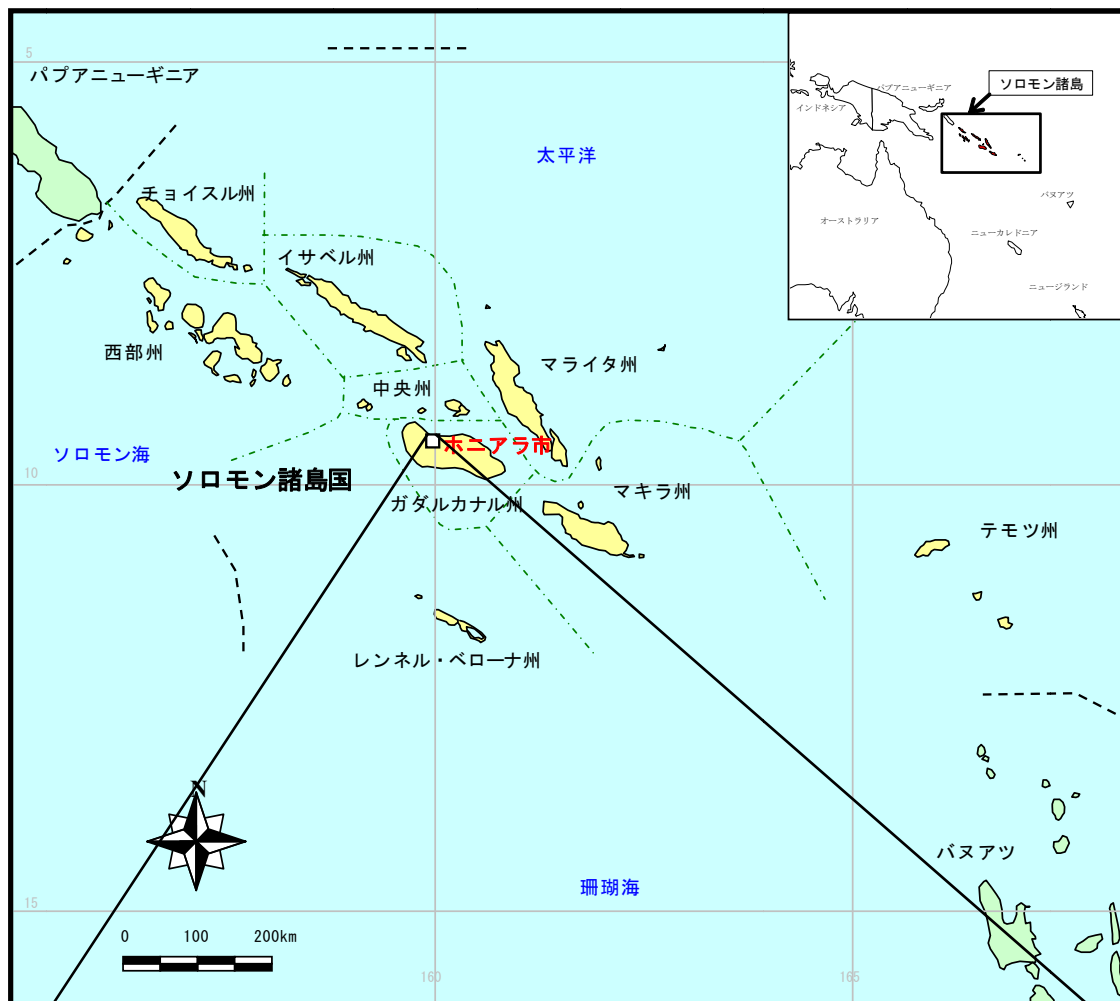 5
パプアニューギニア
チョイスル州
太平洋
イサベル州
西部州
中央州
マライタ州
ホニアラ市
ソロモン海
10
ソロモン諸島国
ガダルカナル州
マキラ州
テモツ州
レンネル・ベローナ州
N
バヌアツ
珊瑚海
15
0 100 200km
160
165
ソロモン諸島
パプアニューギニア
インドネシア
オーストラリア
バヌアツ
ニューカレドニア
ニュージランド